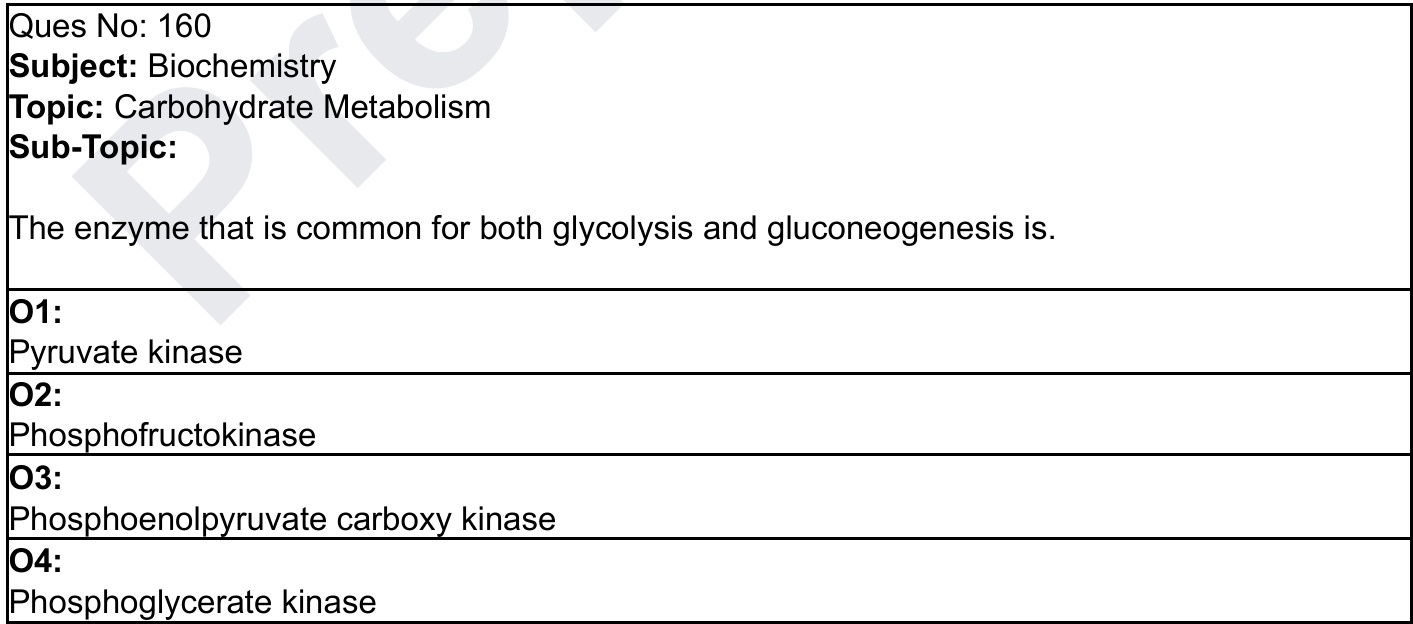 Ques No: 160
Subject: Biochemistry
Topic: Carbohydrate Metabolism
Sub-Topic:
The enzyme that is common for both glycolysis and gluconeogenesis is.
O1:
Pyruvate kinase
O2:
Phosphofructokinase
O3:
Phosphoenolpyruvate carboxy kinase
O4:
Phosphoglycerate kinase